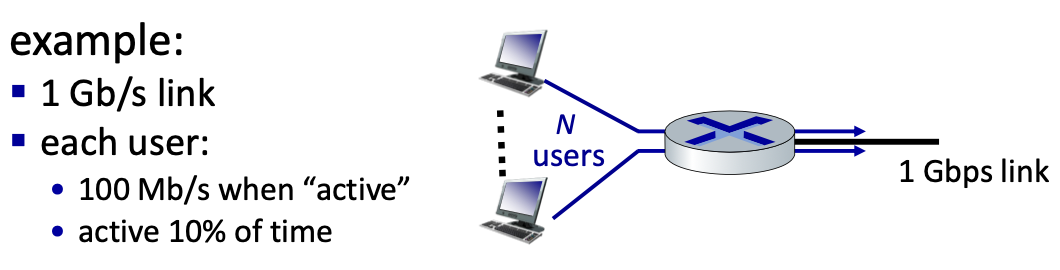 example:
▪ 1 Gb/s link
▪ each user:
• 100 Mb/s when “active”
• active 10% of time
N
users
1 Gbps link